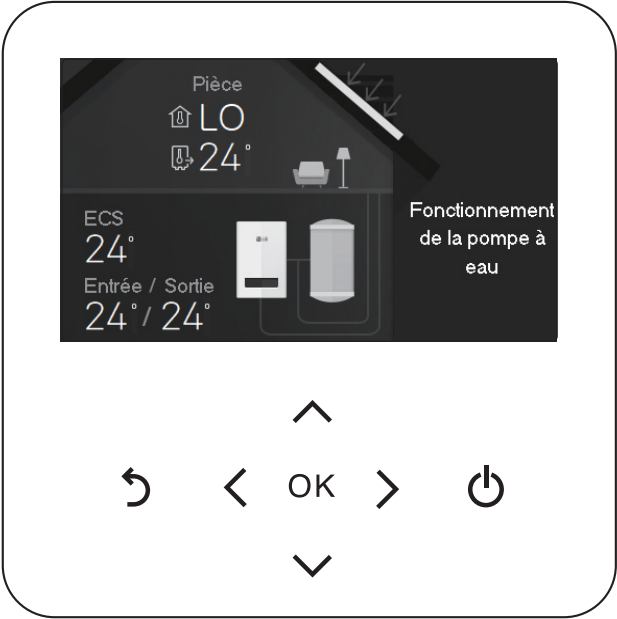 Pièce
LO
24°
ECS
24°
Entrée / Sortie
24° / 24°
Fonctionnement
de la pompe à
eau
OK